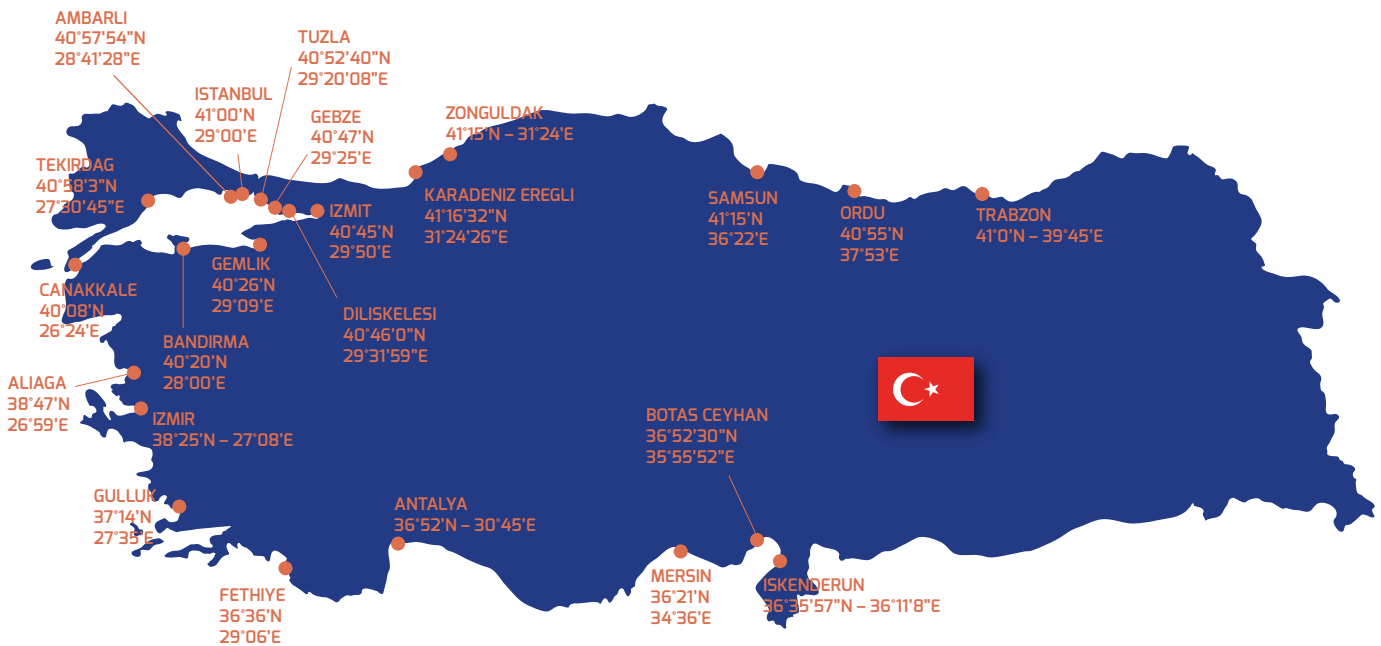 AMBARLI
40°57'54”N
28°41'28”E
TUZLA
40°52'40”N
29°20'08”E
ISTANBUL
41°00'N
29°00'E
GEBZE
40°47'N
29°25'E
ZONGULDAK
41°15'N – 31°24'E
TEKIRDAG
40°58'3”N
27°30'45”E
KARADENIZ EREGLI
41°16'32”N
31°24'26”E
IZMIT
40°45'N
29°50'E
SAMSUN
41°15'N
36°22'E
ORDU
40°55'N
37°53'E
TRABZON
41°0'N – 39°45'E
GEMLIK
40°26'N
29°09'E
CANAKKALE
40°08'N
26°24'E
DILISKELESI
40°46'0”N
29°31'59”E
BANDIRMA
40°20'N
28°00'E
ALIAGA
38°47'N
26°59'E
IZMIR
38°25'N – 27°08'E
BOTAS CEYHAN
36°52'30”N
35°55'52”E
GULLUK
37°14'N
27°35'E
ANTALYA
36°52'N – 30°45'E
FETHIYE
36°36'N
29°06'E
MERSIN
36°21'N
34°36'E
ISKENDERUN
36°35'57”N – 36°11'8”E